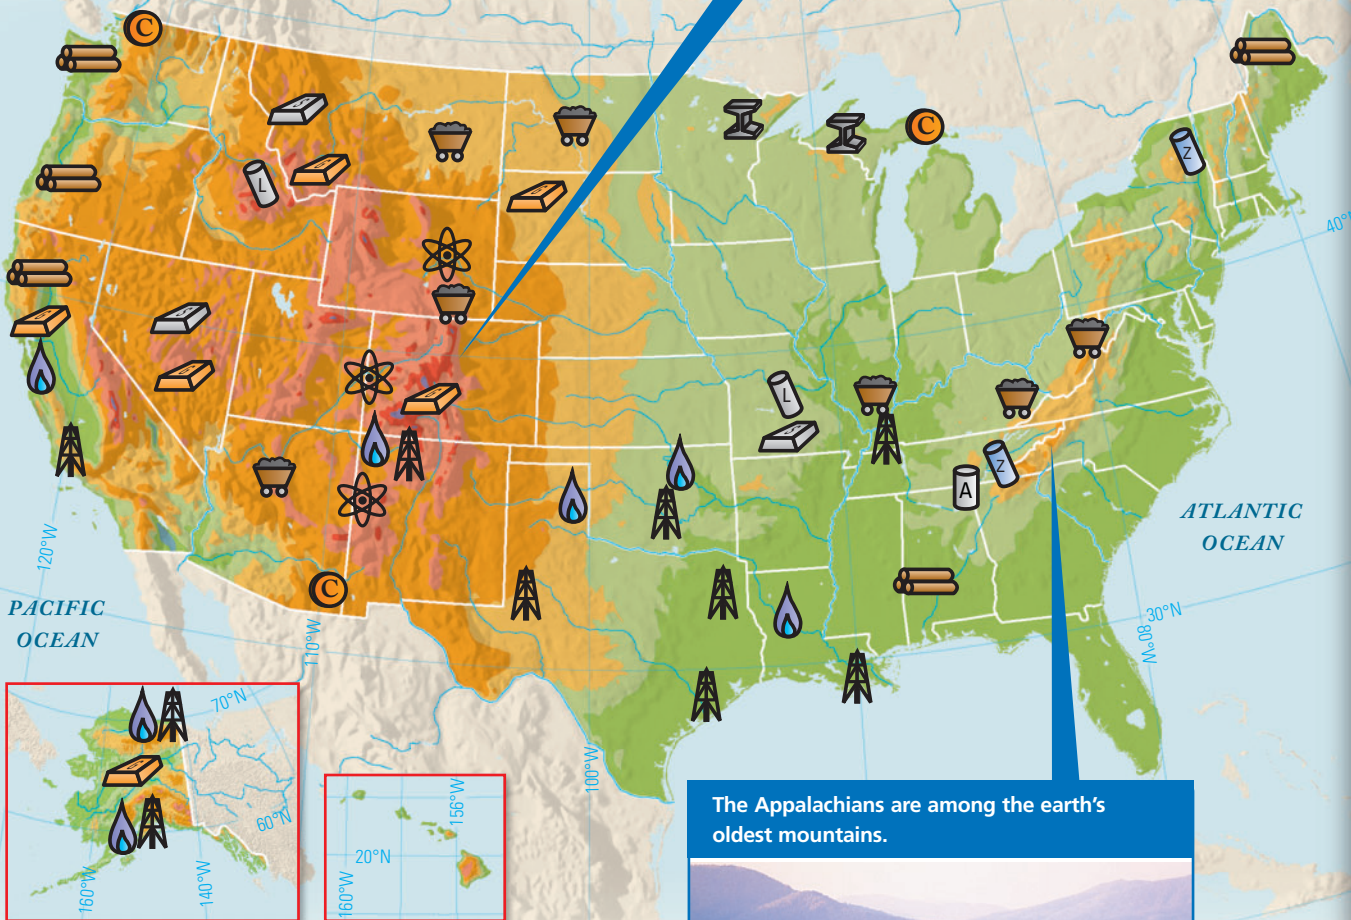 C
C
40°N
L
Z
L
A
Z
ATLANTIC
OCEAN
120°W
PACIFIC
OCEAN
C
110°W
30°N
80°W
70°N
60°N
160°W
140°W
156°W
20°N
160°W
100°W
The Appalachians are among the earth's
oldest mountains.